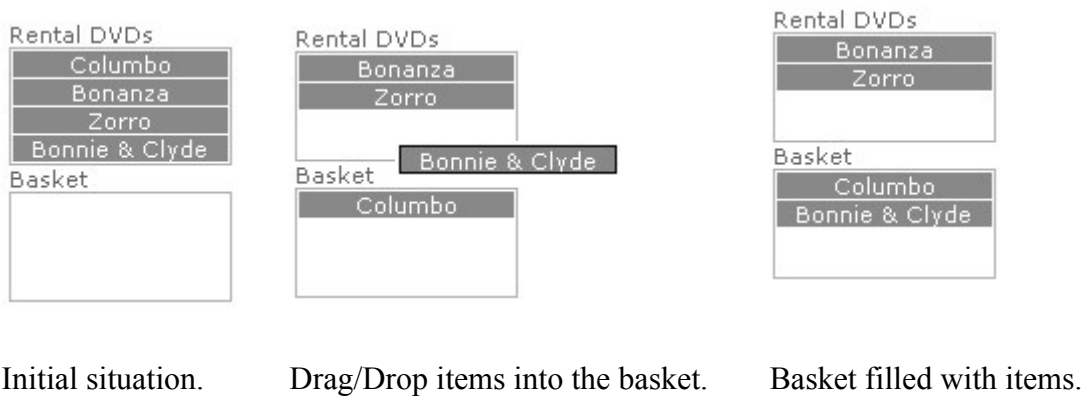 Rental DVDs
Columbo
Bonanza
Zorro
Bonnie & Clyde
Basket
Rental DVDs
Bonanza
Zorro
Bonnie & Clyde
Basket
Columbo
Rental DVDs
Bonanza
Zorro
Basket
Columbo
Bonnie & Clyde
Initial situation.
Drag/Drop items into the basket.
Basket filled with items.